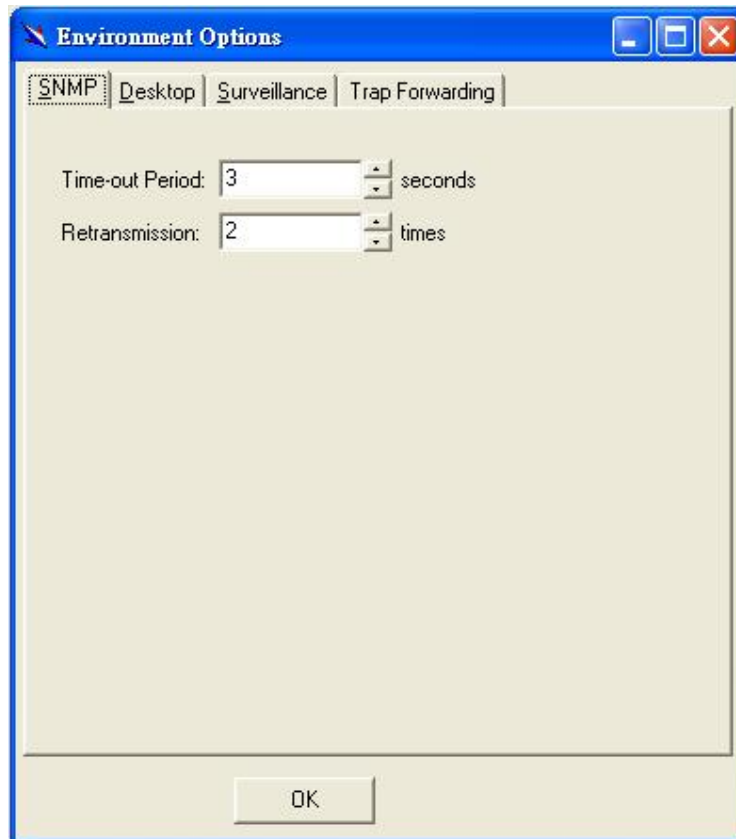 Environment Options
SNMP Desktop Surveillance Trap Forwarding
Time-out Period: 3 seconds
Retransmission: 2 times
OK